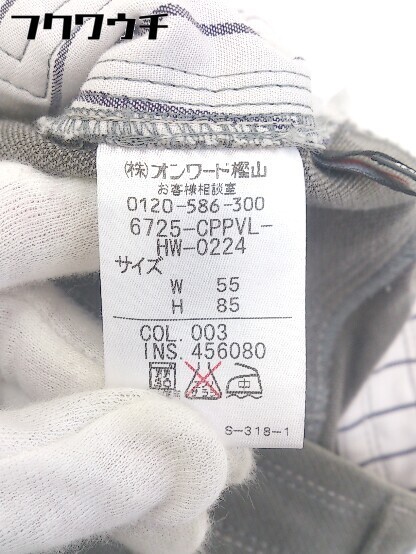 フクワウチ
(株)オンワード樫山
お客様相談室
0120-586-300
6725-CPPVL-
HW-0224
サイズ
W 55
H 85
COL. 003
INS. 456080
中
S-318-1